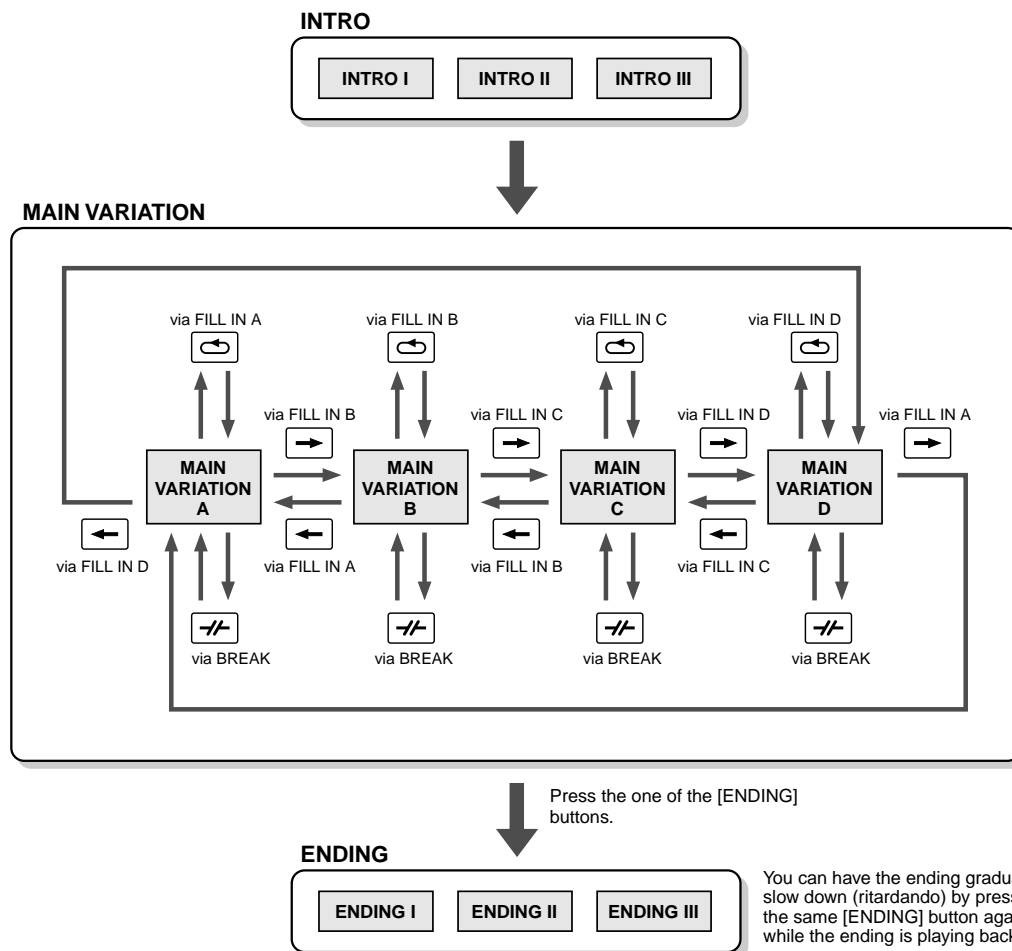 INTRO
INTRO I
INTRO II
INTRO III
MAIN VARIATION
via FILL IN A
via FILL IN B
via FILL IN C
via FILL IN D
via FILL IN B
via FILL IN C
via FILL IN D
via FILL IN A
MAIN
VARIATION
A
MAIN
VARIATION
B
MAIN
VARIATION
C
MAIN
VARIATION
D
via FILL IN D
via FILL IN A
via FILL IN B
via FILL IN C
via BREAK
via BREAK
via BREAK
via BREAK
Press the one of the [ENDING]
buttons.
ENDING
ENDING I
ENDING II
ENDING III
You can have the ending
slow down (ritardando) by
the same [ENDING] button
while the ending is playing back